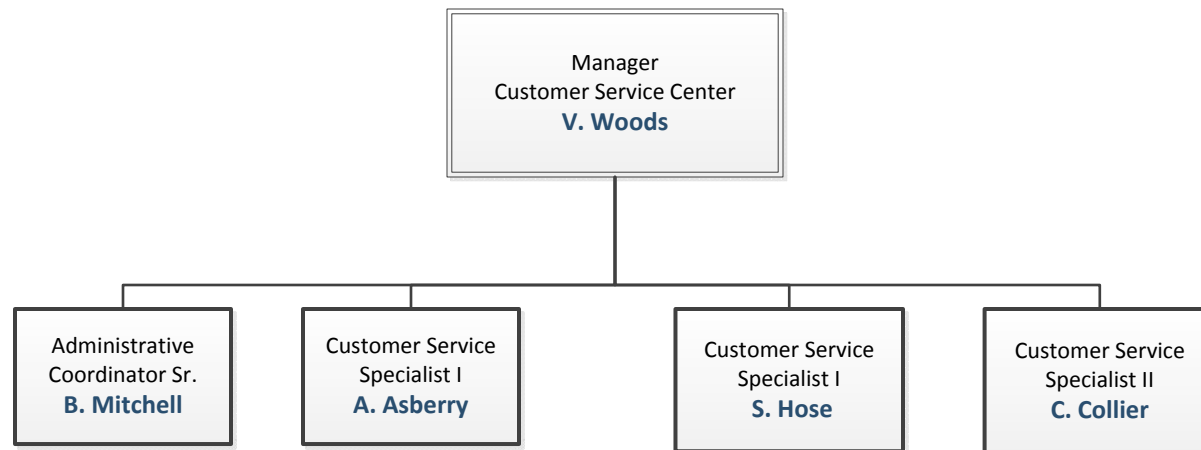 Manager
Customer Service Center
V. Woods
Administrative
Coordinator Sr.
B. Mitchell
Customer Service
Specialist I
A. Asberry
Customer Service
Specialist I
S. Hose
Customer Service
Specialist II
C. Collier